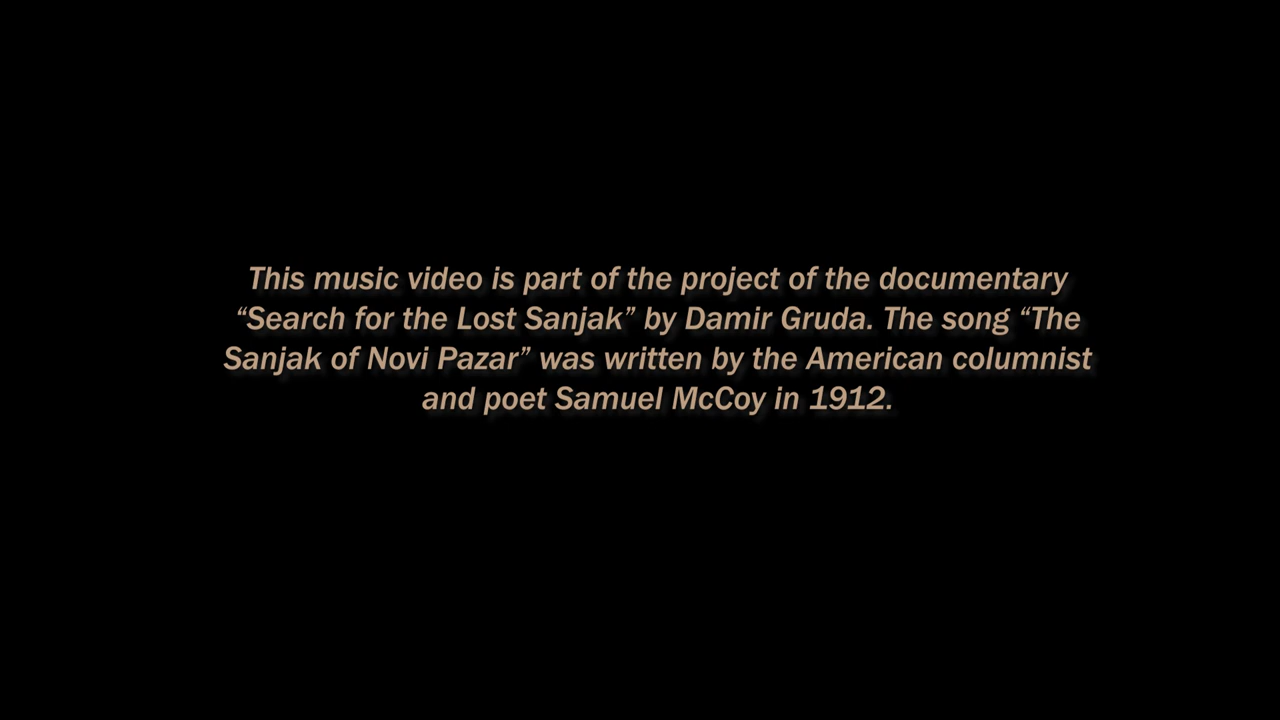 This music video is part of the project of the documentary
“Search for the Lost Sanjak” by Damir Gruda. The song “The
Sanjak of Novi Pazar” was written by the American columnist
and poet Samuel McCoy in 1912.